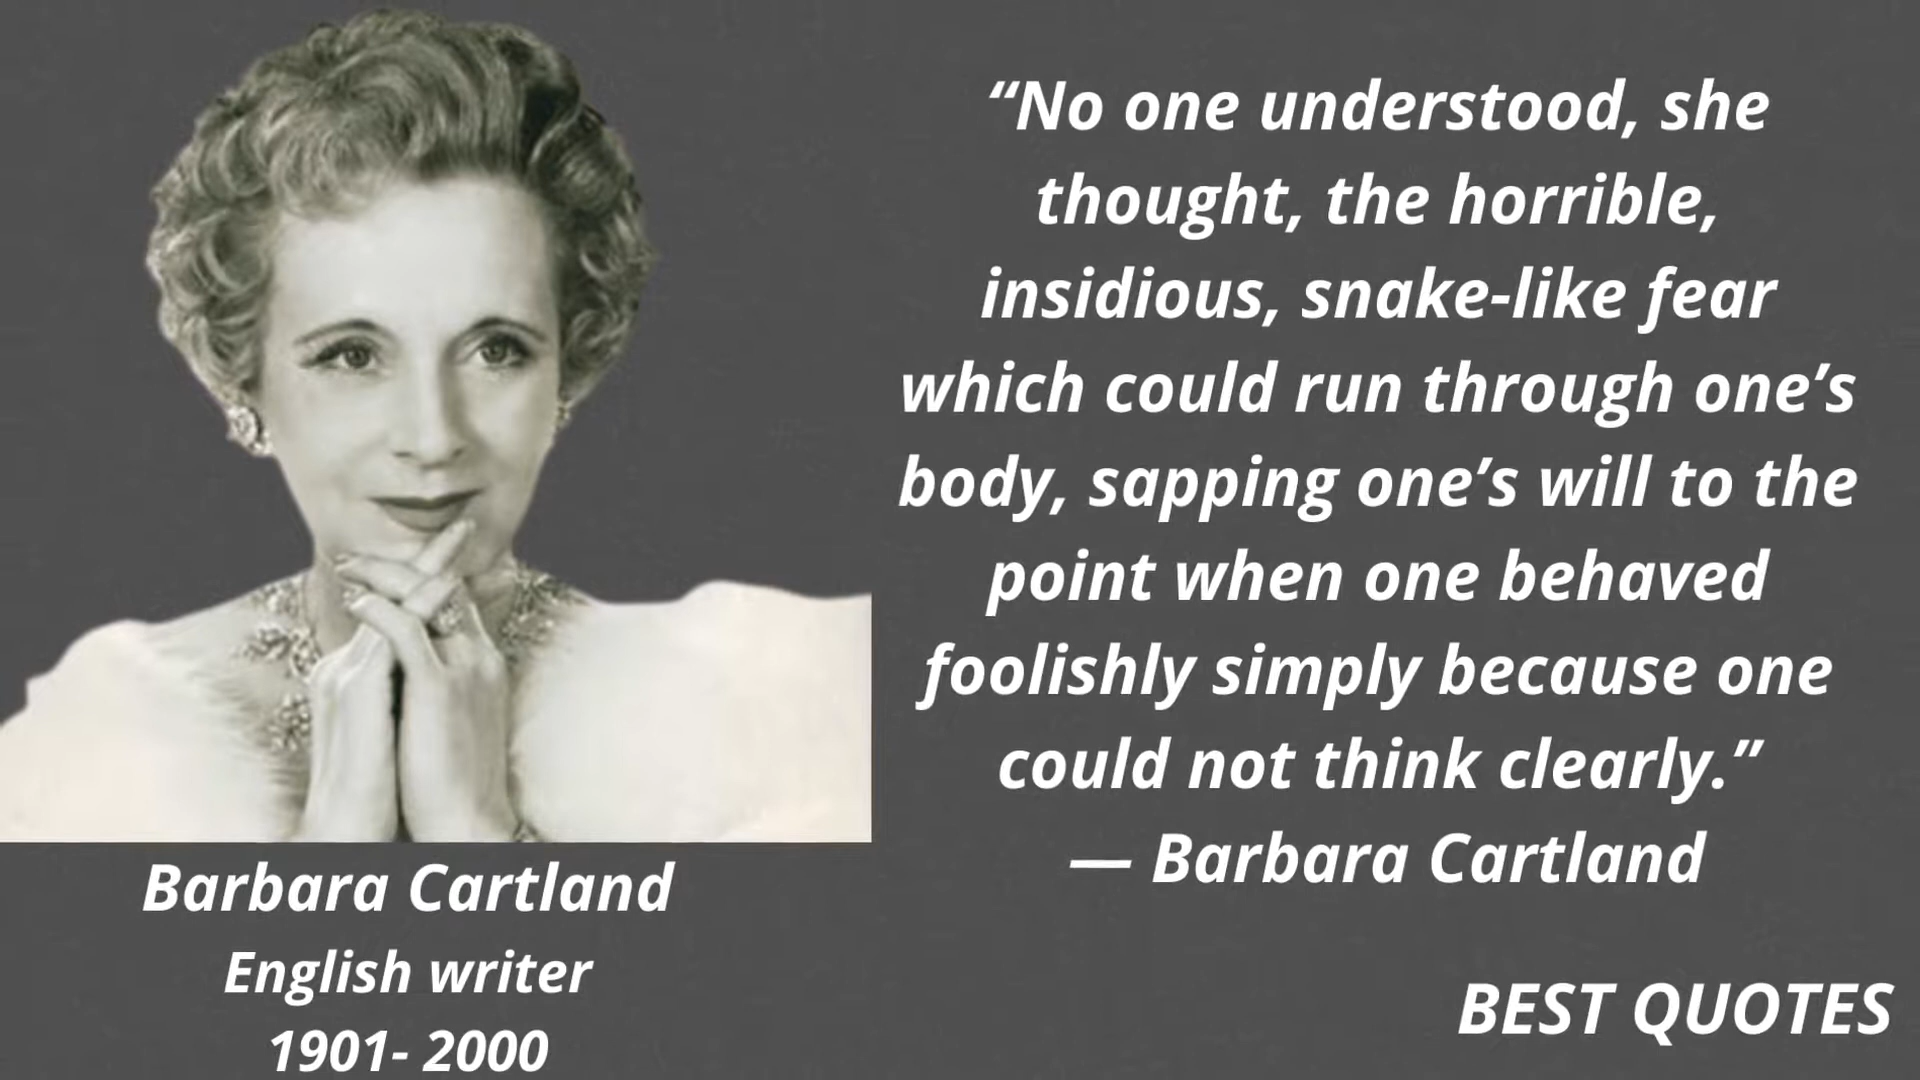 “No one understood, she
thought, the horrible,
insidious, snake-like fear
which could run through one’s
body, sapping one’s will to the
point when one behaved
foolishly simply because one
could not think clearly.”
— Barbara Cartland
Barbara Cartland
English writer
1901- 2000
BEST QUOTES